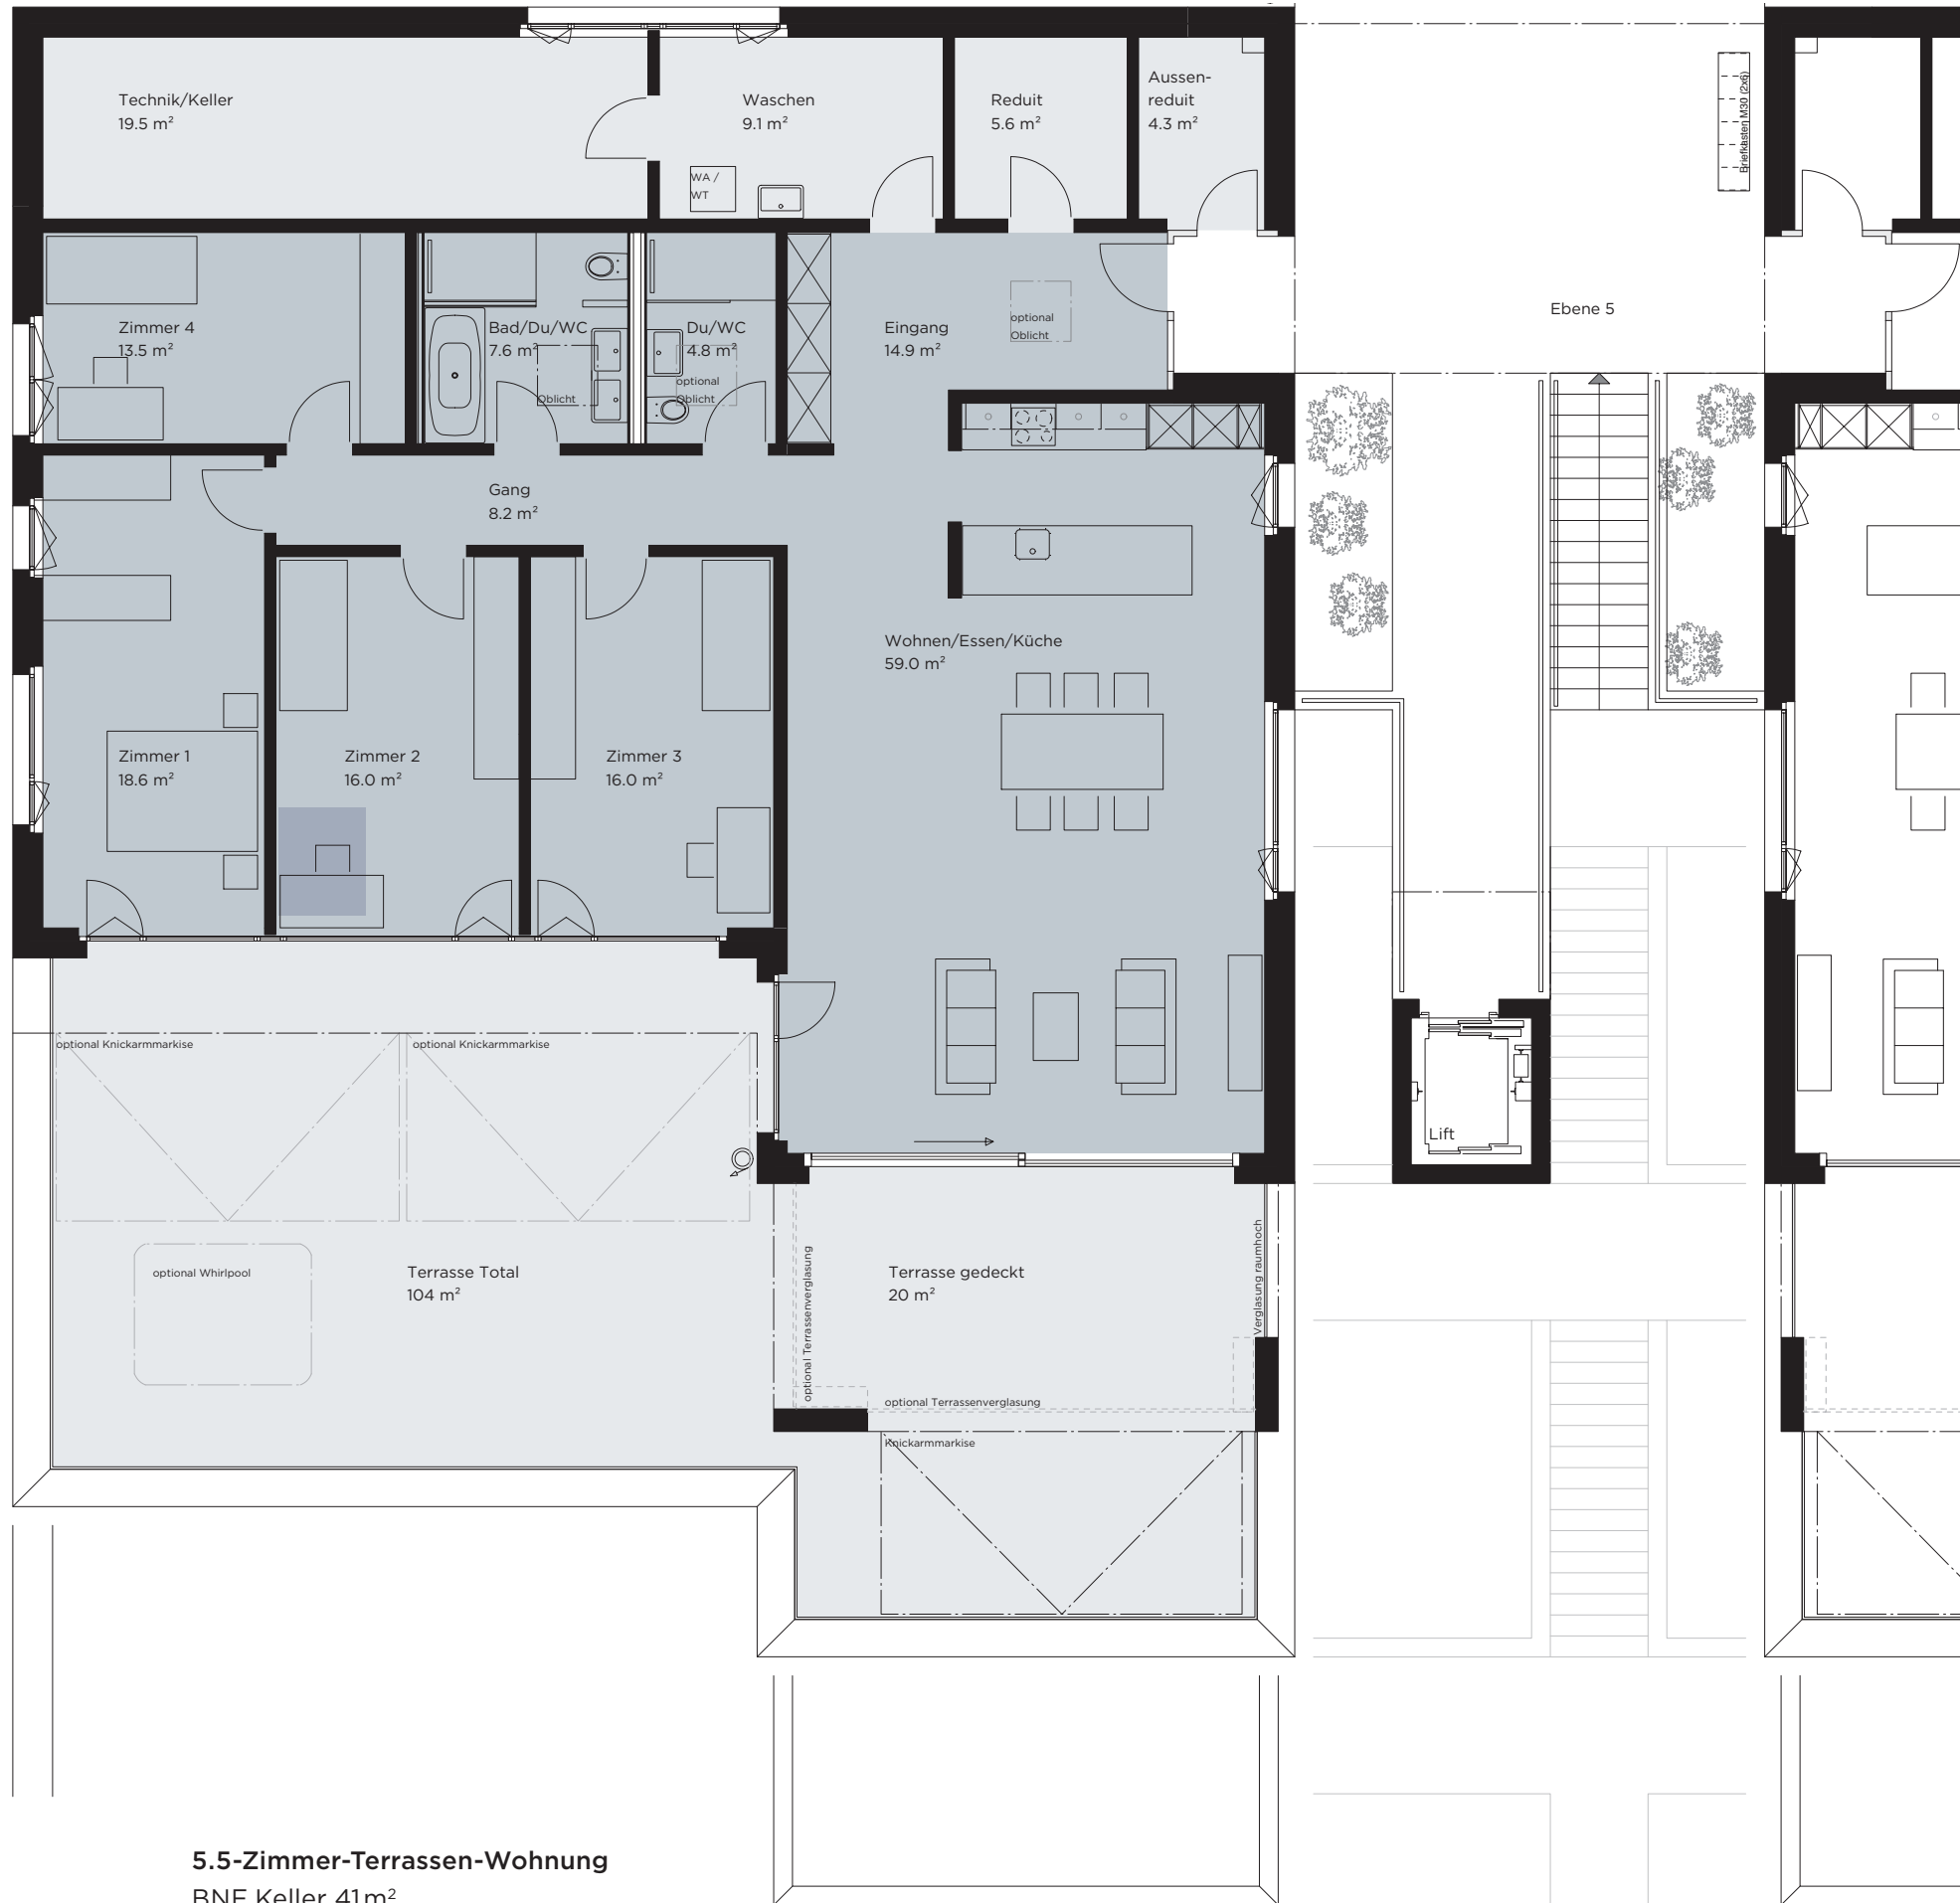 Technik/Keller
19.5 m²
Waschen
9.1 m²
Reduit
5.6 m²
Aussen-
reduit
4.3 m²
WA /
WT
Briefkasten M30 (2x6)
Zimmer 4
13.5 m²
Bad/Du/WC
7.6 m²
Oblicht
Du/WC
4.8 m²
optional
Oblicht
Eingang
14.9 m²
optional
Oblicht
Ebene 5
Gang
8.2 m²
Wohnen/Essen/Küche
59.0 m²
Zimmer 1
18.6 m²
Zimmer 2
16.0 m²
Zimmer 3
16.0 m²
optional Knickarmmarkise
optional Knickarmmarkise
Lift
optional Whirlpool
Terrasse Total
104 m²
optional Terrassenverglasung
Terrasse gedeckt
20 m²
Verglasung raumhoch
optional Terrassenverglasung
Knickarmmarkise
5.5-Zimmer-Terrassen-Wohnung
BNF Keller 41m²